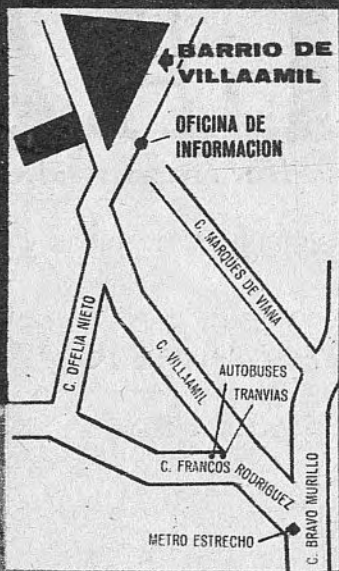 BARRIO DE
VILLAAMIL
OFICINA DE
INFORMACION
C. MARQUES DE VIANA
C. OFELIA NIETO
C. VILLAAMIL
AUTOBUSES
TRANVIAS
C. FRANCOS RODRIGUEZ
C. BRAVO MURILLO
METRO ESTRECHO